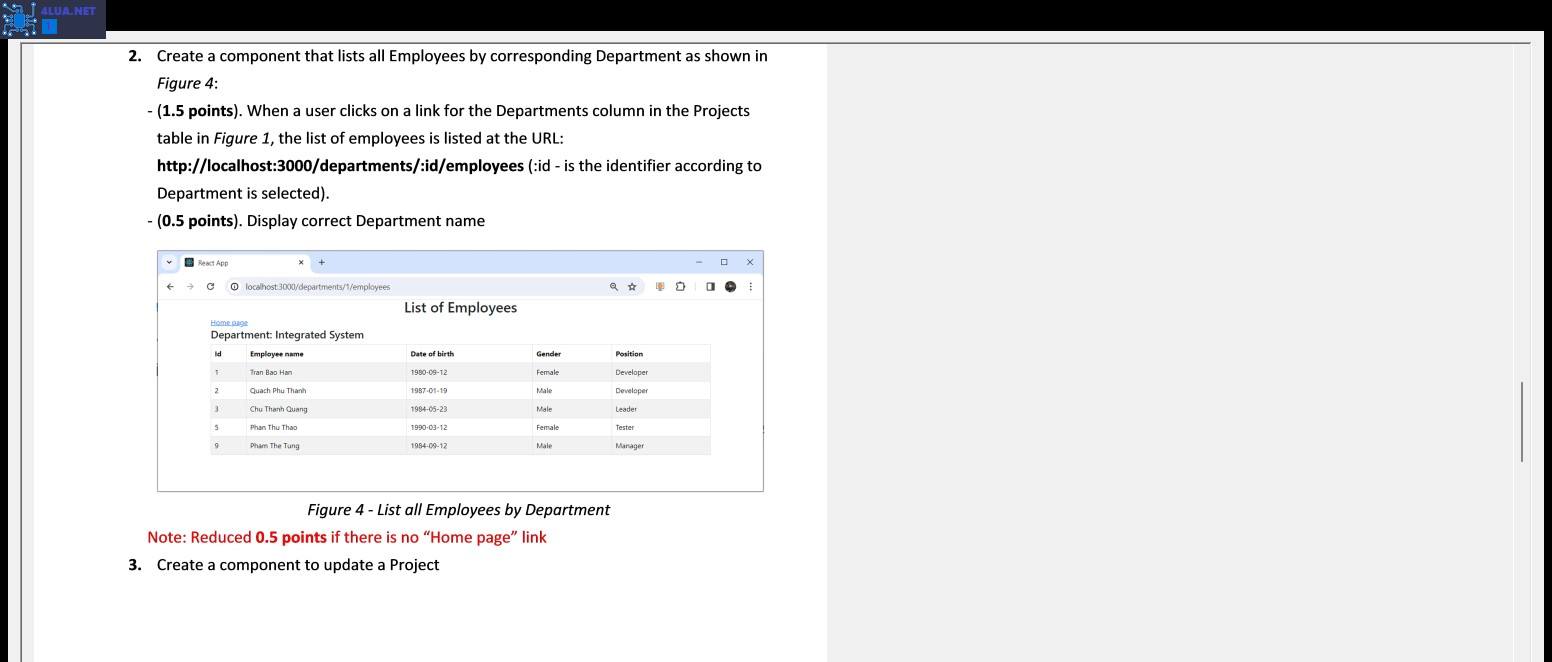 4LUA.NET
2. Create a component that lists all Employees by corresponding Department as shown in
Figure 4:
- (1.5 points). When a user clicks on a link for the Departments column in the Projects
table in Figure 1, the list of employees is listed at the URL:
http://localhost:3000/departments/:id/employees (:id - is the identifier according to
Department is selected).
- (0.5 points). Display correct Department name
React App
localhost:3000/departments/1/employees
List of Employees
Home page
Department: Integrated System
Id Employee name Date of birth Gender Position
1 Tran Bao Han 1980-09-12 Female Developer
2 Quach Phu Thanh 1987-01-19 Male Developer
3 Chu Thanh Quang 1984-05-23 Male Leader
5 Phan Thu Thao 1990-03-12 Female Tester
9 Pham The Tung 1984-09-12 Male Manager
Figure 4 - List all Employees by Department
Note: Reduced 0.5 points if there is no “Home page” link
3. Create a component to update a Project